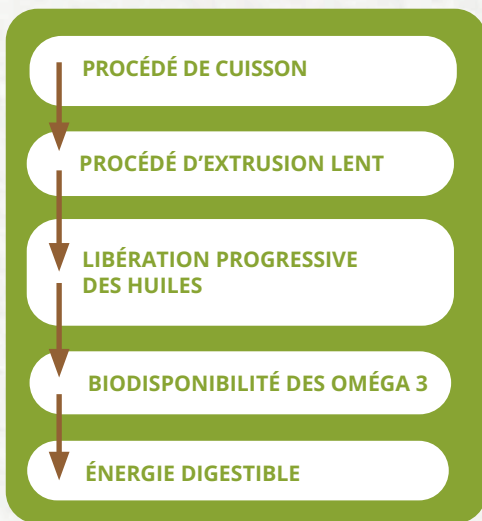 PROCÉDÉ DE CUISSON
PROCÉDÉ D'EXTRUSION LENT
LIBÉRATION PROGRESSIVE
DES HUILES
BIODISPONIBILITÉ DES OMÉGA 3
ÉNERGIE DIGESTIBLE